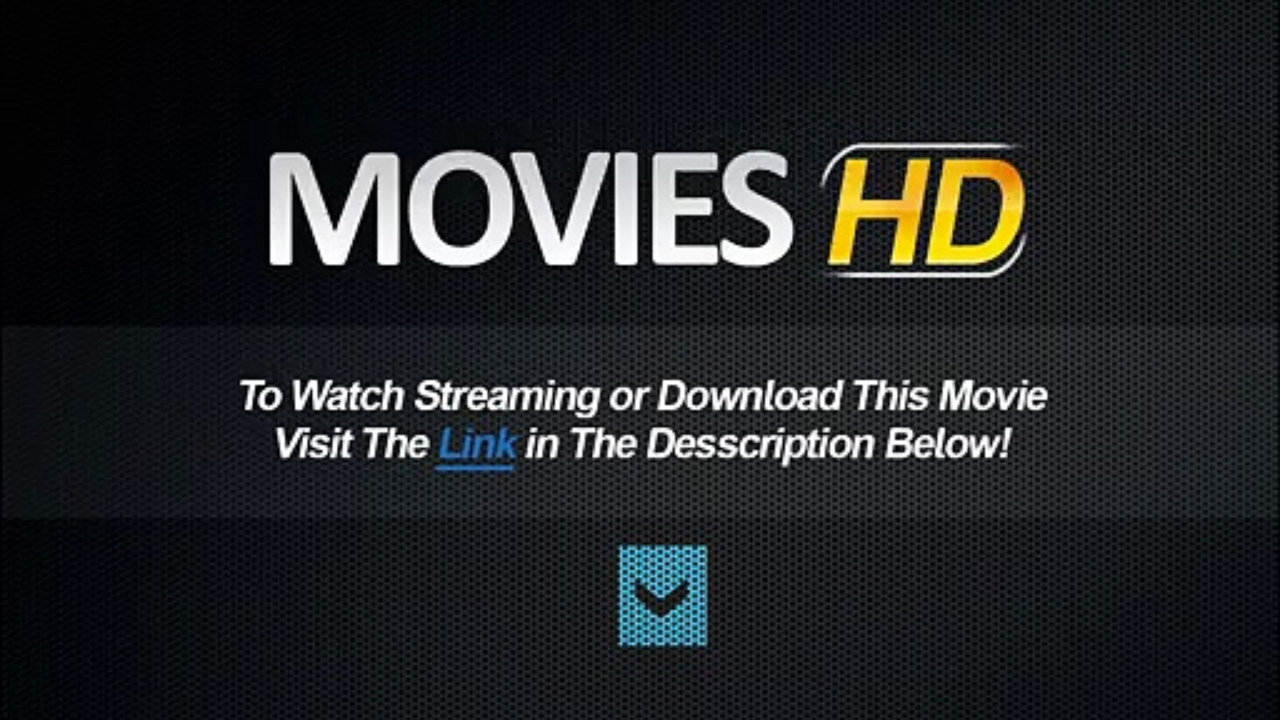 MOVIES HD
To Watch Streaming or Download This Movie
Visit The Link in The Desscription Below!